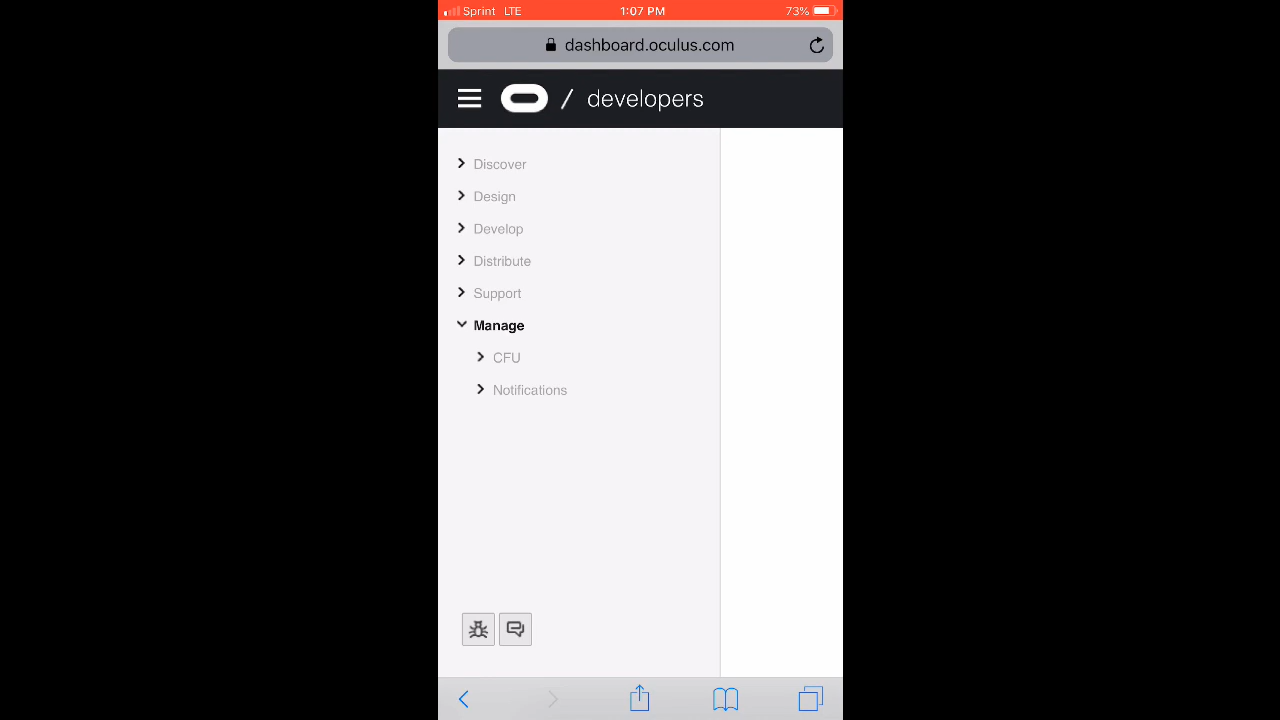 Sprint LTE 1:07 PM 73%
dashboard.oculus.com
/ developers
Discover
Design
Develop
Distribute
Support
Manage
CFU
Notifications